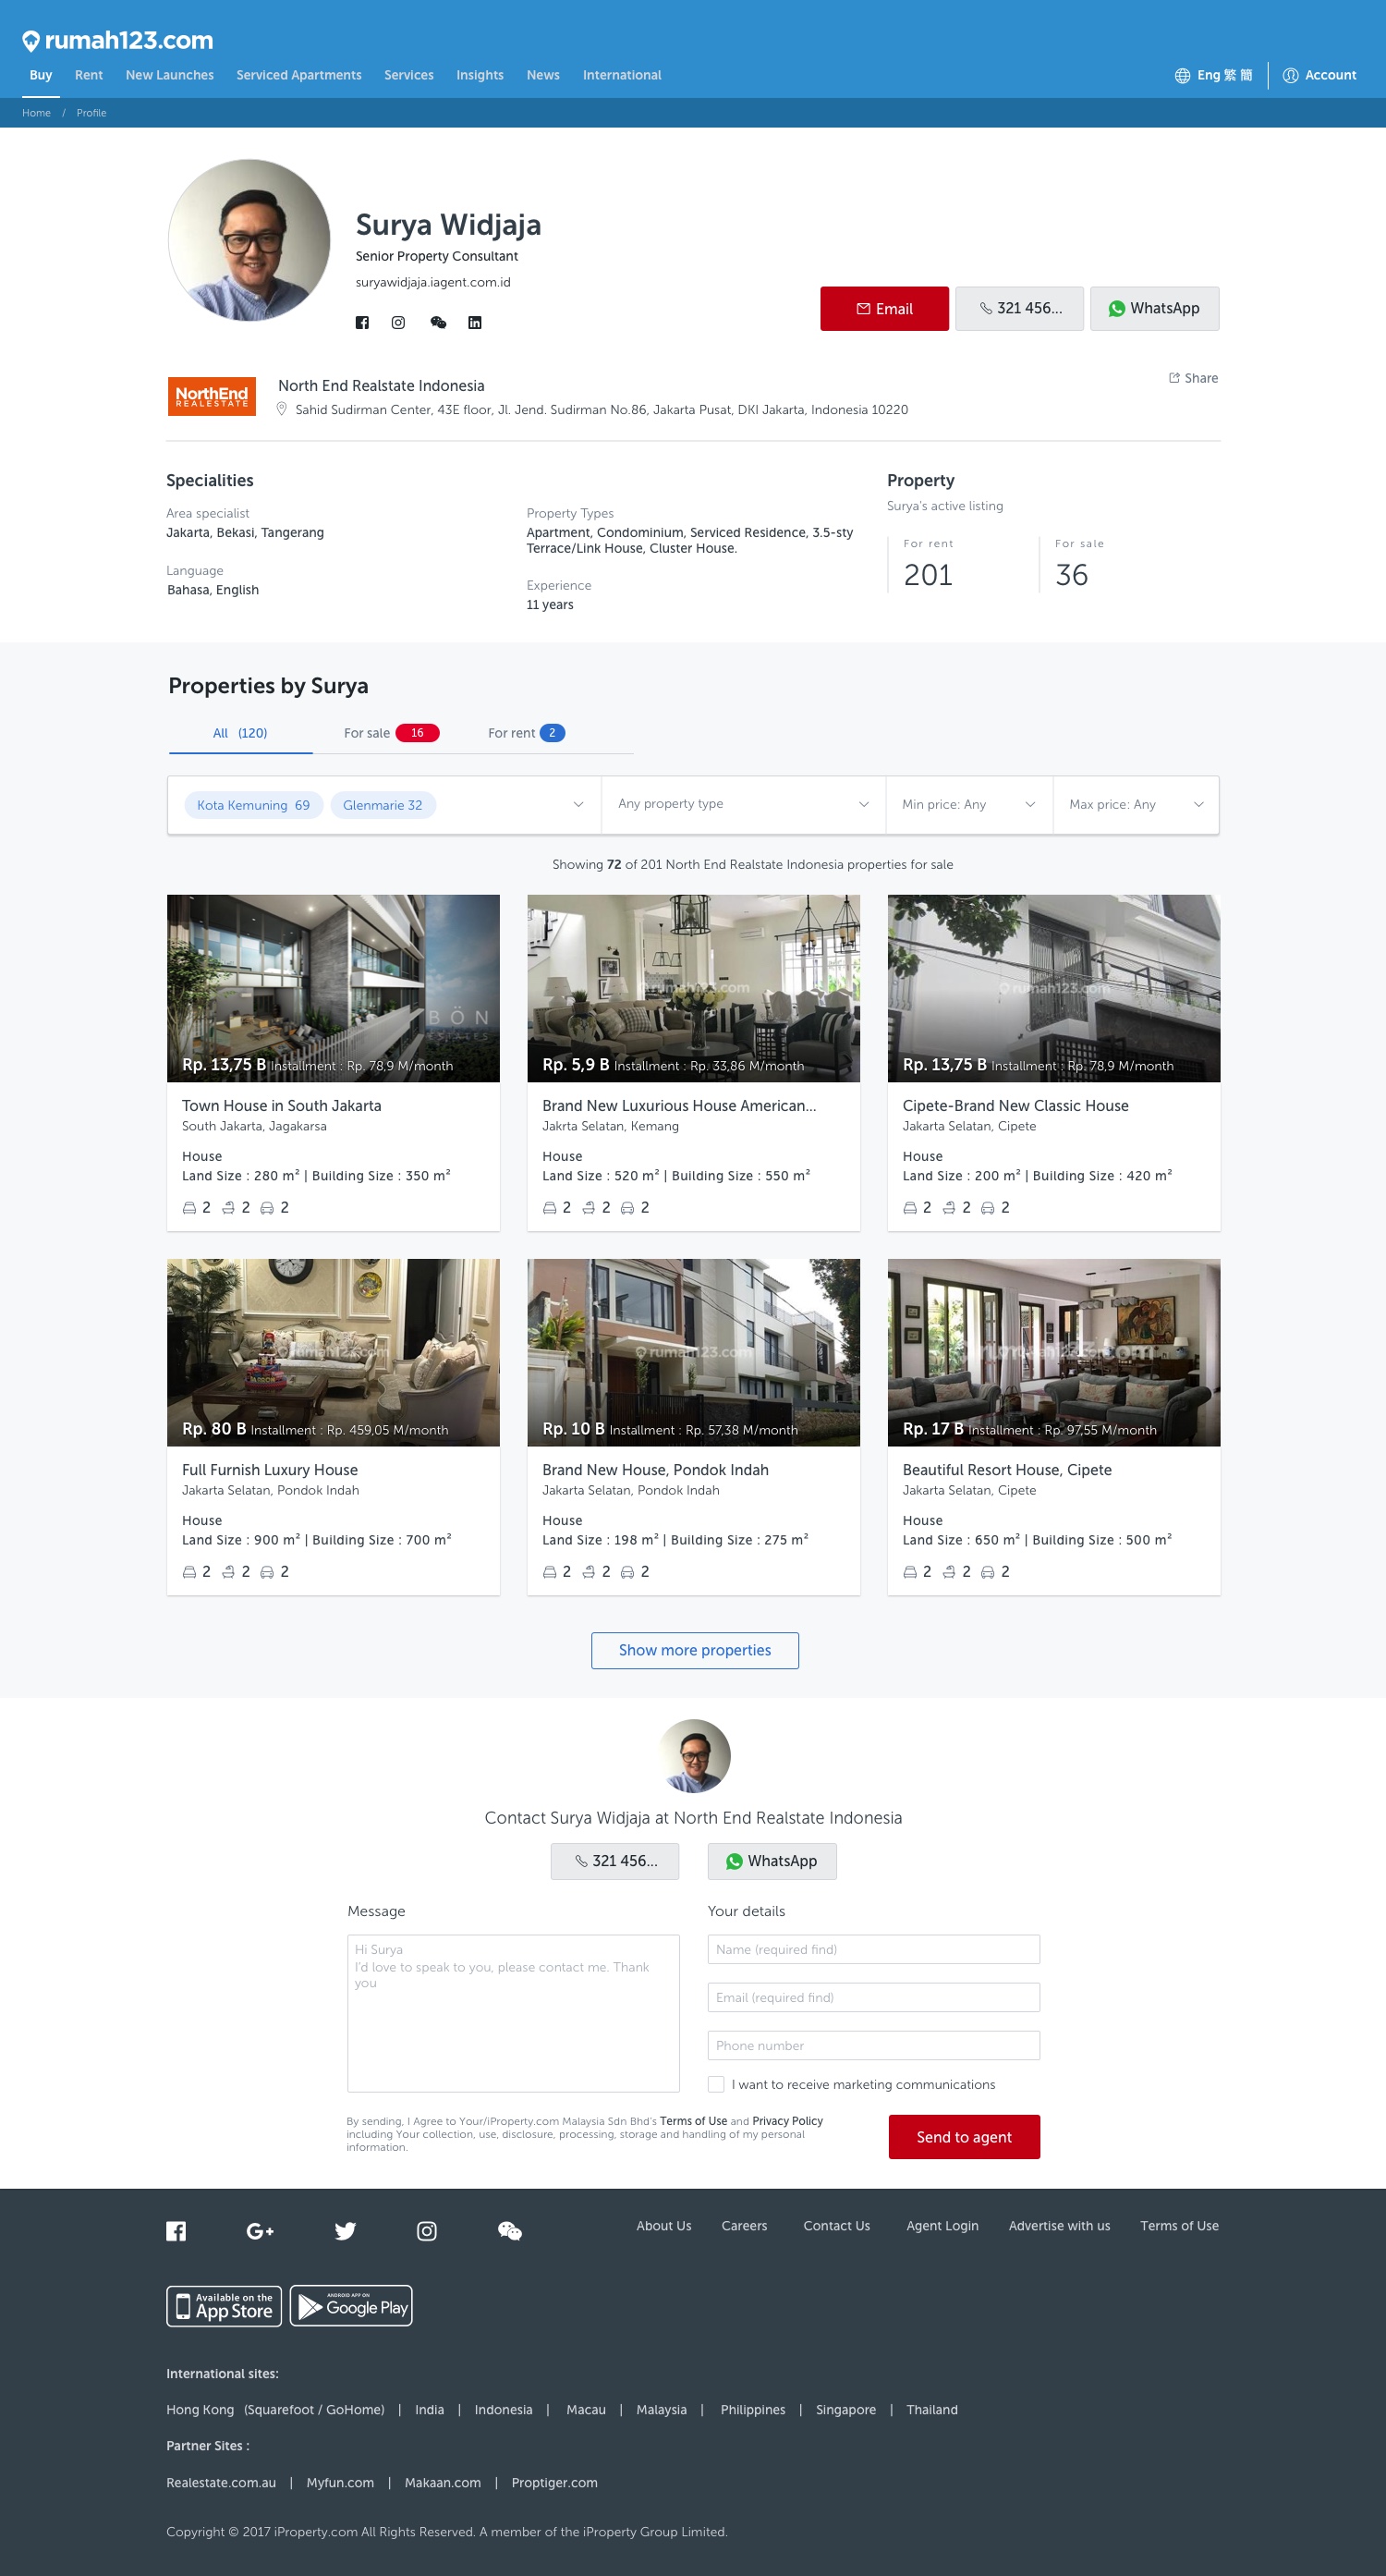 rumah123.com
Buy Rent New Launches Serviced Apartments Services Insights News International Eng 繁 簡 Account
Home / Profile
Surya Widjaja
Senior Property Consultant
suryawidjaja.iagent.com.id
Email 321 456... WhatsApp
Share
NorthEnd
REALESTATE
North End Realstate Indonesia
Sahid Sudirman Center, 43E floor, Jl. Jend. Sudirman No.86, Jakarta Pusat, DKI Jakarta, Indonesia 10220
Specialities
Area specialist
Jakarta, Bekasi, Tangerang
Language
Bahasa, English
Property Types
Apartment, Condominium, Serviced Residence, 3.5-sty
Terrace/Link House, Cluster House.
Experience
11 years
Property
Surya's active listing
For rent
201
For sale
36
Properties by Surya
All (120) For sale 16 For rent 2
Kota Kemuning 69 Glenmarie 32 Any property type Min price: Any Max price: Any
Showing 72 of 201 North End Realstate Indonesia properties for sale
BÖN
Rp. 13,75 B Installment : Rp. 78,9 M/month
Town House in South Jakarta
South Jakarta, Jagakarsa
House
Land Size : 280 m² | Building Size : 350 m²
2 2 2
rumah123.com
Rp. 5,9 B Installment : Rp. 33,86 M/month
Brand New Luxurious House American...
Jakrta Selatan, Kemang
House
Land Size : 520 m² | Building Size : 550 m²
2 2 2
rumah123.com
Rp. 13,75 B Installment : Rp. 78,9 M/month
Cipete-Brand New Classic House
Jakarta Selatan, Cipete
House
Land Size : 200 m² | Building Size : 420 m²
2 2 2
rumah123.com
Rp. 80 B Installment : Rp. 459,05 M/month
Full Furnish Luxury House
Jakarta Selatan, Pondok Indah
House
Land Size : 900 m² | Building Size : 700 m²
2 2 2
rumah123.com
Rp. 10 B Installment : Rp. 57,38 M/month
Brand New House, Pondok Indah
Jakarta Selatan, Pondok Indah
House
Land Size : 198 m² | Building Size : 275 m²
2 2 2
rumah123.com
Rp. 17 B Installment : Rp. 97,55 M/month
Beautiful Resort House, Cipete
Jakarta Selatan, Cipete
House
Land Size : 650 m² | Building Size : 500 m²
2 2 2
Show more properties
Contact Surya Widjaja at North End Realstate Indonesia
321 456... WhatsApp
Message
Hi Surya
I'd love to speak to you, please contact me. Thank
you
Your details
Name (required find)
Email (required find)
Phone number
I want to receive marketing communications
By sending, I Agree to Your/iProperty.com Malaysia Sdn Bhd's Terms of Use and Privacy Policy
including Your collection, use, disclosure, processing, storage and handling of my personal
information.
Send to agent
About Us Careers Contact Us Agent Login Advertise with us Terms of Use
Available on the
App Store
ANDROID APP ON
Google Play
International sites:
Hong Kong (Squarefoot / GoHome) | India | Indonesia | Macau | Malaysia | Philippines | Singapore | Thailand
Partner Sites :
Realestate.com.au | Myfun.com | Makaan.com | Proptiger.com
Copyright © 2017 iProperty.com All Rights Reserved. A member of the iProperty Group Limited.